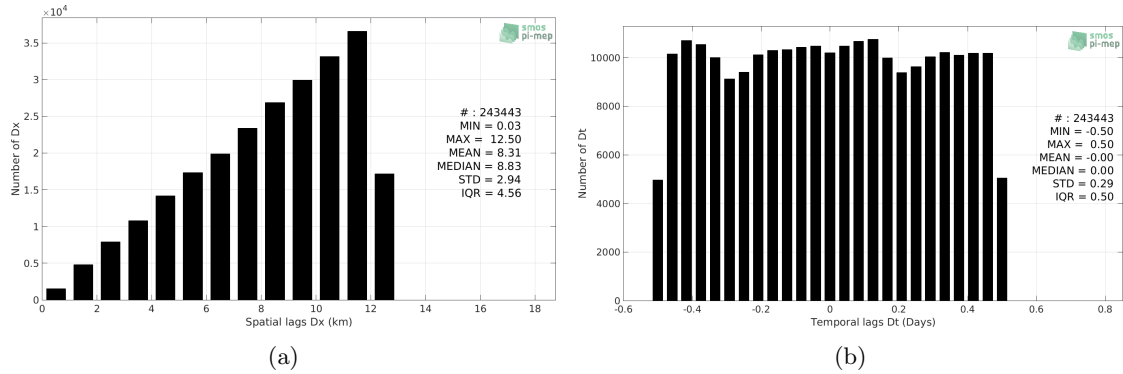 ×10⁴
3.5
3
2.5
2
1.5
1
0.5
0
0 2 4 6 8 10 12 14 16 18
Number of Dx
Spatial lags Dx (km)
smos
pi-mep
# : 243443
MIN = 0.03
MAX = 12.50
MEAN = 8.31
MEDIAN = 8.83
STD = 2.94
IQR = 4.56
(a)
10000
8000
6000
4000
2000
0
-0.6 -0.4 -0.2 0 0.2 0.4 0.6 0.8
Number of Dt
Temporal lags Dt (Days)
smos
pi-mep
# : 243443
MIN = -0.50
MAX = 0.50
MEAN = -0.00
MEDIAN = 0.00
STD = 0.29
IQR = 0.50
(b)